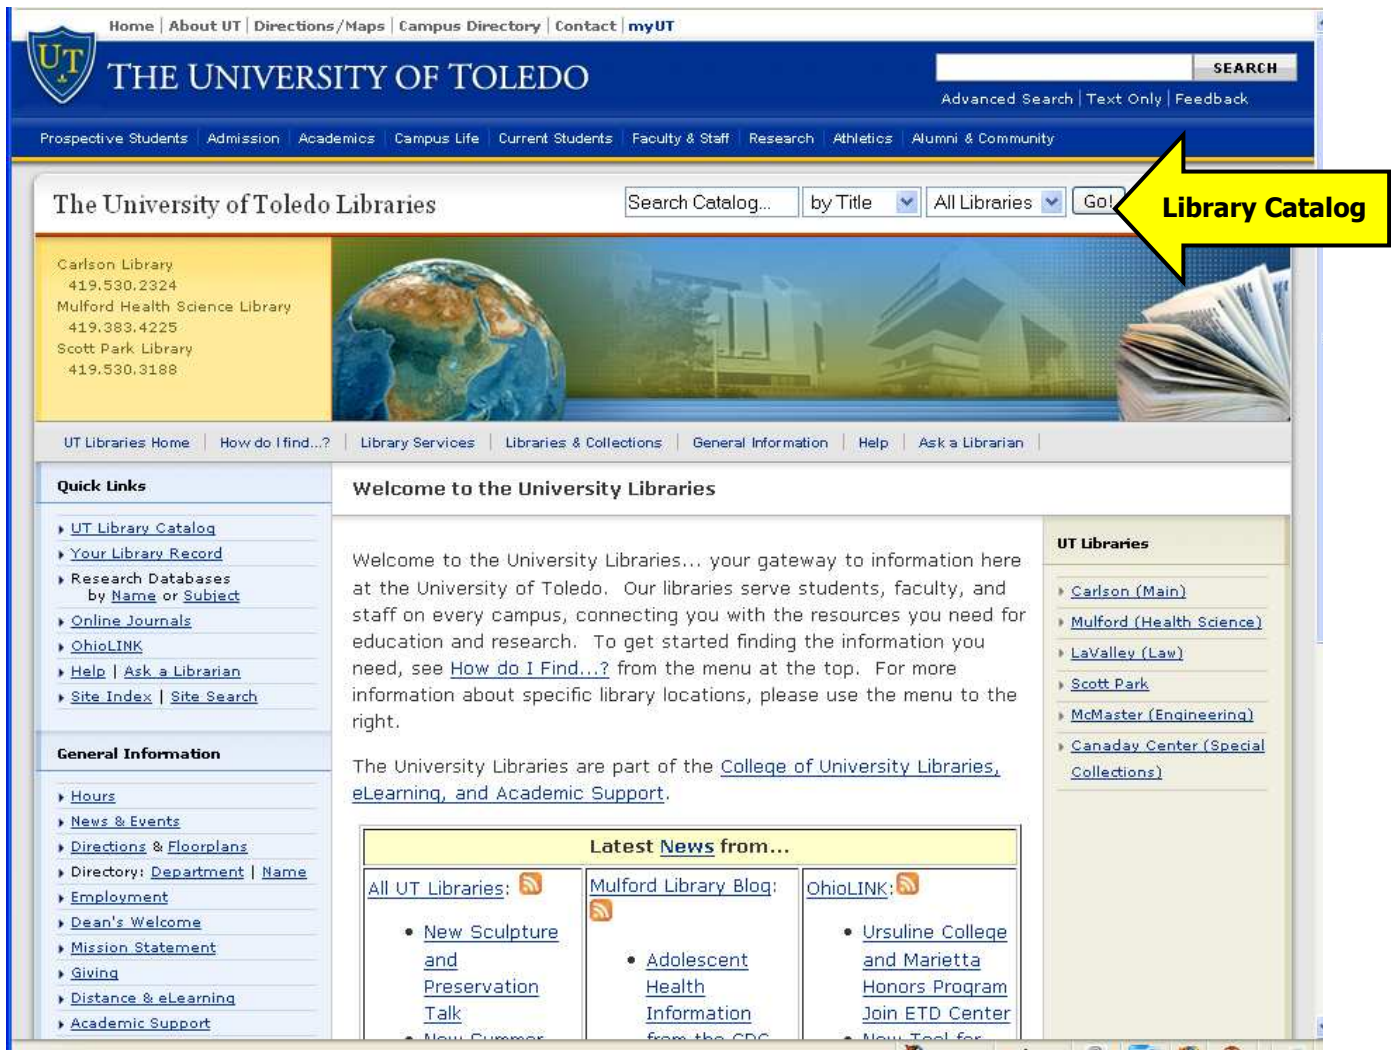 Home | About UT | Directions/Maps | Campus Directory | Contact | myUT
UT
THE UNIVERSITY OF TOLEDO
SEARCH
Advanced Search | Text Only | Feedback
Prospective Students | Admission | Academics | Campus Life | Current Students | Faculty & Staff | Research | Athletics | Alumni & Community
The University of Toledo Libraries
Search Catalog... by Title All Libraries Go!
Library Catalog
Carlson Library
419.530.2324
Mulford Health Science Library
419.383.4225
Scott Park Library
419.530.3188
UT Libraries Home | How do I find...? | Library Services | Libraries & Collections | General Information | Help | Ask a Librarian |
Quick Links
UT Library Catalog
Your Library Record
Research Databases
by Name or Subject
Online Journals
OhioLINK
Help | Ask a Librarian
Site Index | Site Search
General Information
Hours
News & Events
Directions & Floorplans
Directory: Department | Name
Employment
Dean's Welcome
Mission Statement
Giving
Distance & eLearning
Academic Support
Welcome to the University Libraries
Welcome to the University Libraries... your gateway to information here
at the University of Toledo. Our libraries serve students, faculty, and
staff on every campus, connecting you with the resources you need for
education and research. To get started finding the information you
need, see How do I Find...? from the menu at the top. For more
information about specific library locations, please use the menu to the
right.
The University Libraries are part of the College of University Libraries,
eLearning, and Academic Support.
Latest News from...
All UT Libraries:
New Sculpture
and
Preservation
Talk
New Summer
Mulford Library Blog:
Adolescent
Health
Information
from the CDC
OhioLINK:
Ursuline College
and Marietta
Honors Program
Join ETD Center
New Tool for
UT Libraries
Carlson (Main)
Mulford (Health Science)
LaValley (Law)
Scott Park
McMaster (Engineering)
Canaday Center (Special
Collections)